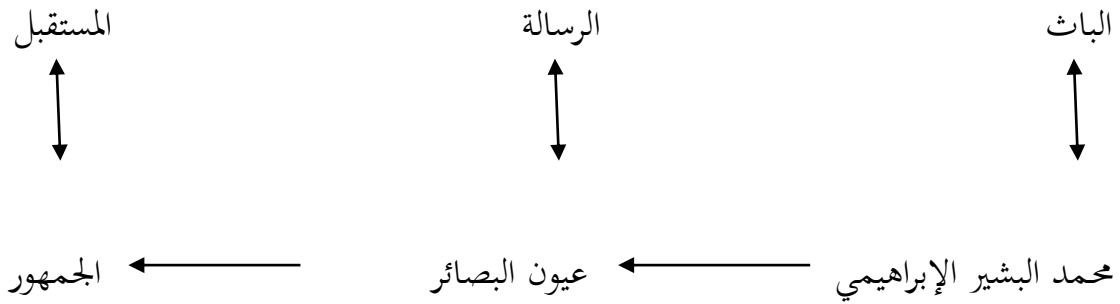 الباث الرسالة المستقبل
محمد البشير الإبراهيمي عيون البصائر الجمهور